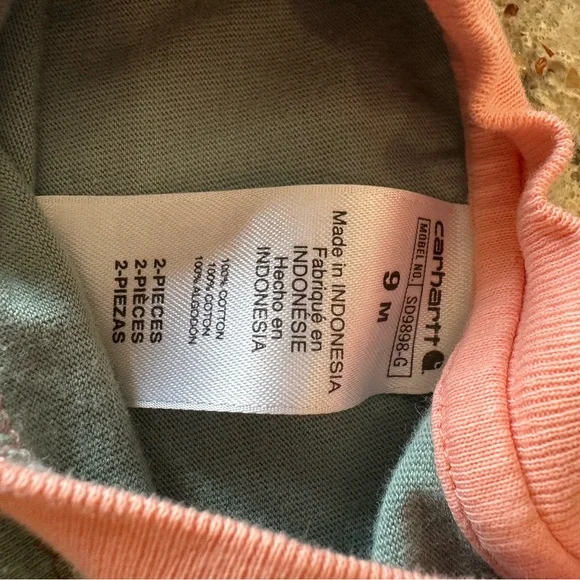 carhartt
MODEL NO. SD9898-G
9 M
Made in INDONESIA
Fabriqué en
INDONÉSIE
Hecho en
INDONESIA
100% COTTON
100% COTON
100% ALGODON
2-PIECES
2-PIÈCES
2-PIEZAS